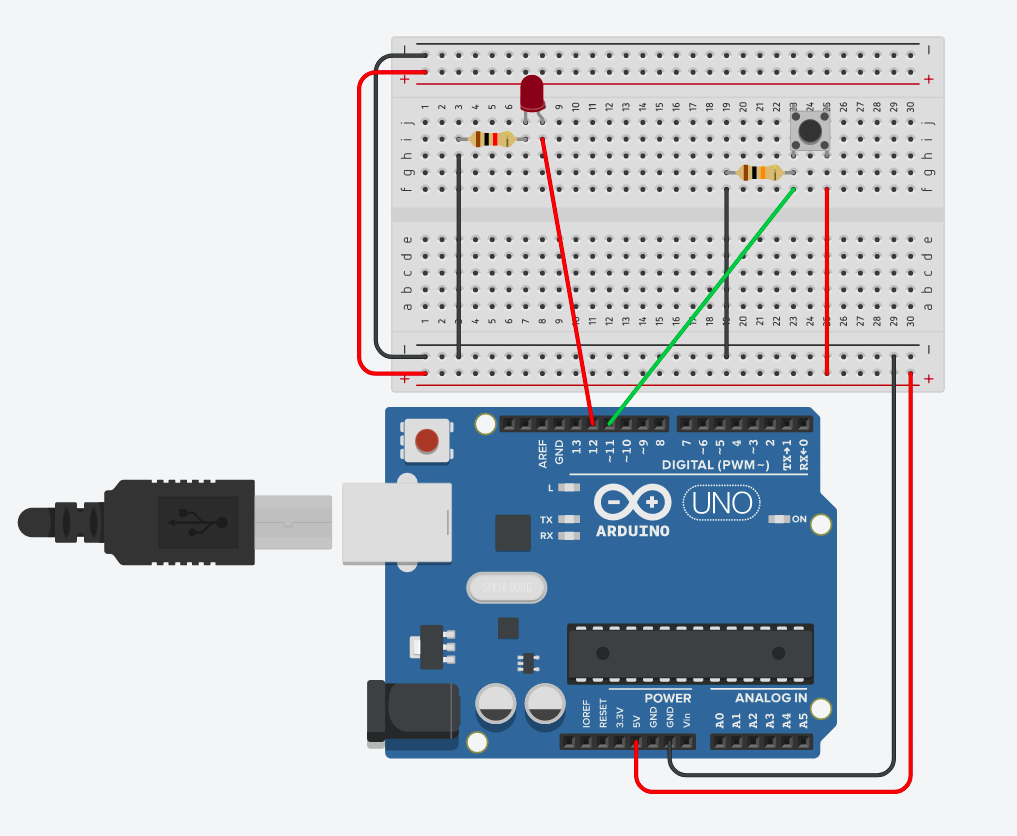 − −
+ +
1 2 3 4 5 6 7 8 9 10 11 12 13 14 15 16 17 18 19 20 21 22 23 24 25 26 27 28 29 30
j j
i i
h h
g g
f f
e e
d d
c c
b b
a a
1 2 3 4 5 6 7 8 9 10 11 12 13 14 15 16 17 18 19 20 21 22 23 24 25 26 27 28 29 30
− −
+ +
AREF GND 13 12 ~11 ~10 ~9 8 7 ~6 ~5 4 ~3 2 TX→1 RX←0
DIGITAL (PWM~)
L
TX
RX
UNO
ON
ARDUINO
SPK16.000G
POWER
ANALOG IN
IOREF RESET 3.3V 5V GND GND Vin A0 A1 A2 A3 A4 A5